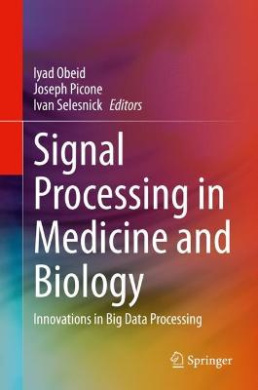 Iyad Obeid
Joseph Picone
Ivan Selesnick Editors
Signal
Processing in
Medicine and
Biology
Innovations in Big Data Processing
Springer